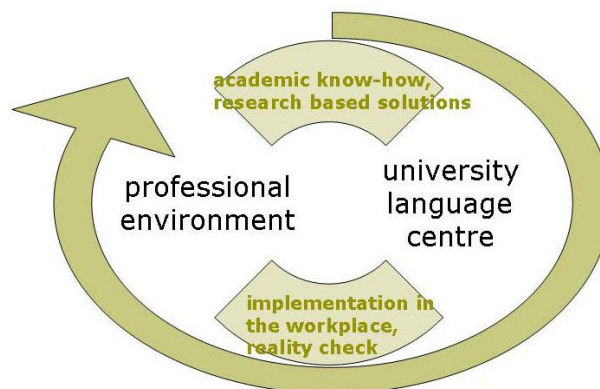 academic know-how,
research based solutions
professional
environment
university
language
centre
implementation in
the workplace,
reality check